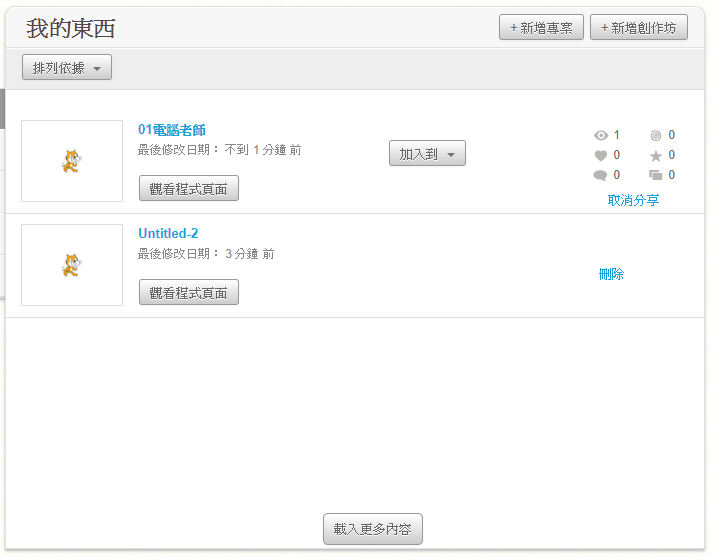 我的東西
+ 新增專案
+ 新增創作坊
排列依據
01電腦老師
最後修改日期： 不到 1 分鐘 前
觀看程式頁面
加入到
1 0
0 0
0 0
取消分享
Untitled-2
最後修改日期： 3 分鐘 前
觀看程式頁面
刪除
載入更多內容